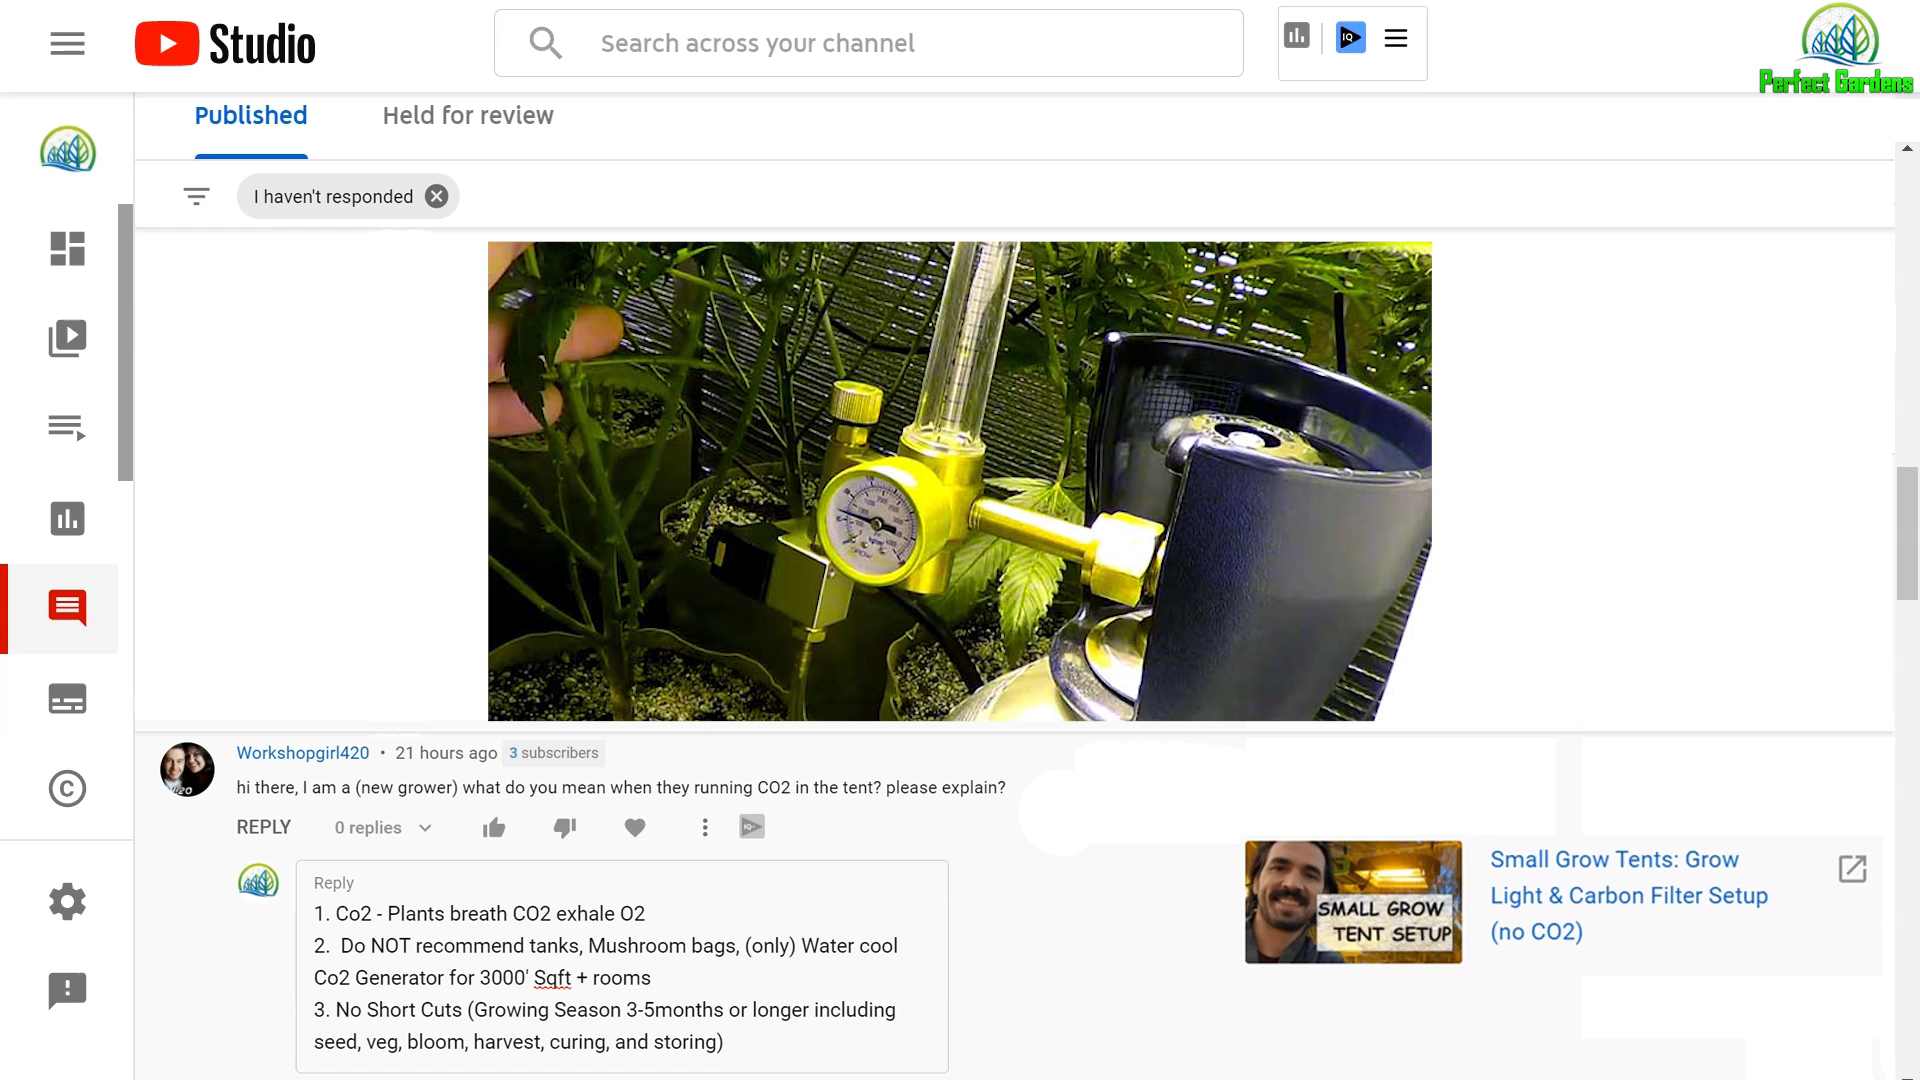 Studio
Search across your channel
IQ
Perfect Gardens
Published
Held for review
I haven't responded
Workshopgirl420 • 21 hours ago 3 subscribers
hi there, I am a (new grower) what do you mean when they running CO2 in the tent? please explain?
REPLY 0 replies
IQ+
Reply
1. Co2 - Plants breath CO2 exhale O2
2. Do NOT recommend tanks, Mushroom bags, (only) Water cool
Co2 Generator for 3000' Sqft + rooms
3. No Short Cuts (Growing Season 3-5months or longer including
seed, veg, bloom, harvest, curing, and storing)
SMALL GROW
TENT SETUP
Small Grow Tents: Grow
Light & Carbon Filter Setup
(no CO2)